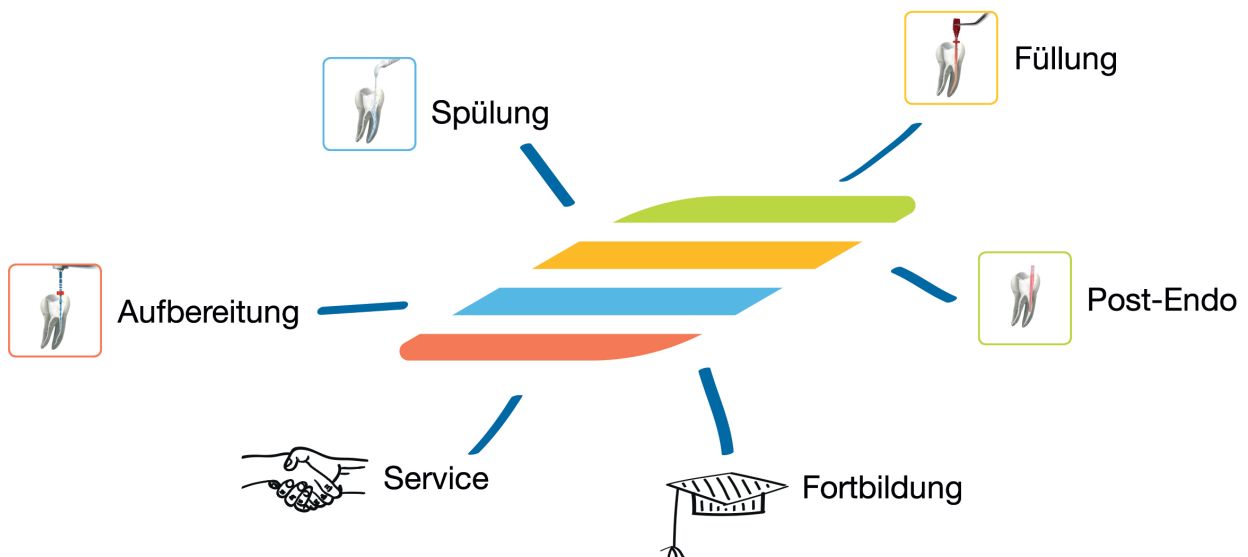 Füllung
Spülung
Aufbereitung
Post-Endo
Service
Fortbildung